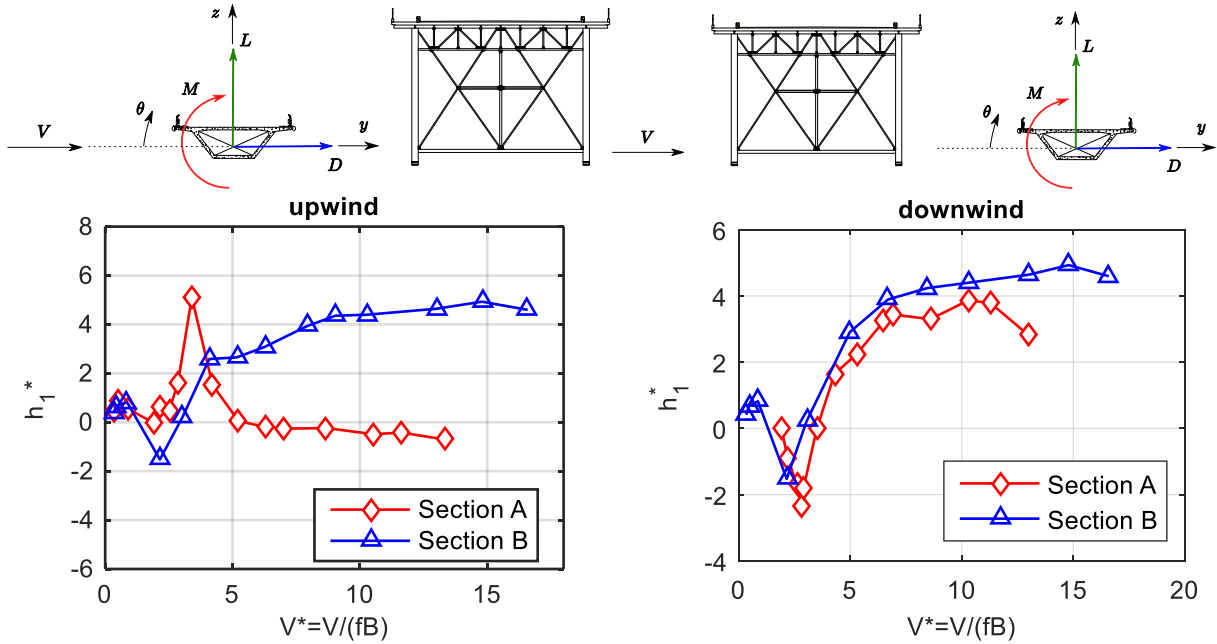 z
L
M
θ
V
y
D
z
L
M
θ
V
y
D
upwind
8
6
4
2
0
-2
-4
-6
h₁*
0
5
10
15
V*=V/(fB)
Section A
Section B
downwind
6
4
2
0
-2
-4
h₁*
0
5
10
15
20
V*=V/(fB)
Section A
Section B